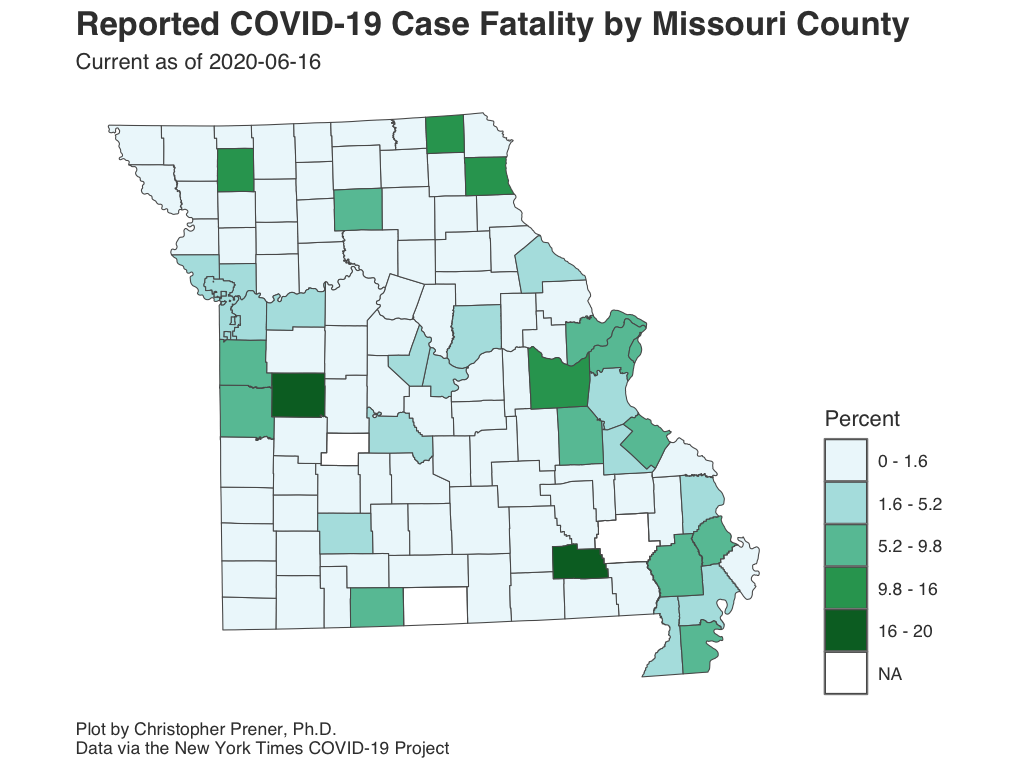 Reported COVID-19 Case Fatality by Missouri County
Current as of 2020-06-16
Percent
0 - 1.6
1.6 - 5.2
5.2 - 9.8
9.8 - 16
16 - 20
NA
Plot by Christopher Prener, Ph.D.
Data via the New York Times COVID-19 Project